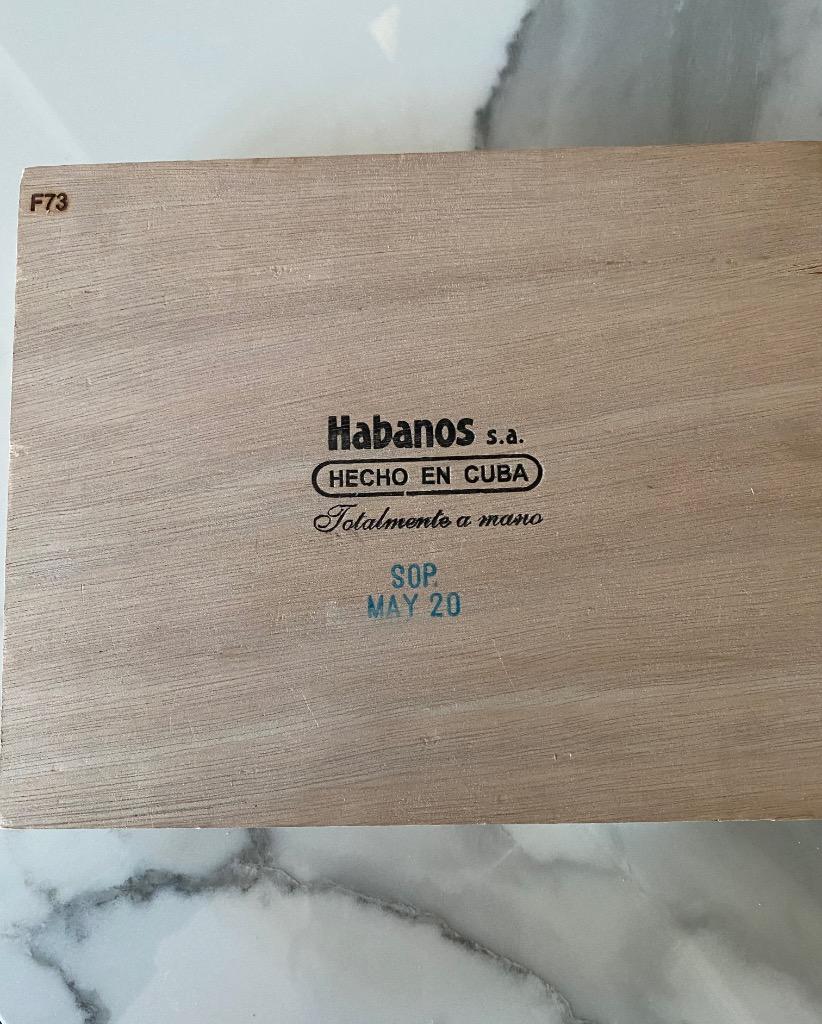 F73
Habanos s.a.
HECHO EN CUBA
Totalmente a mano
SOP.
MAY 20